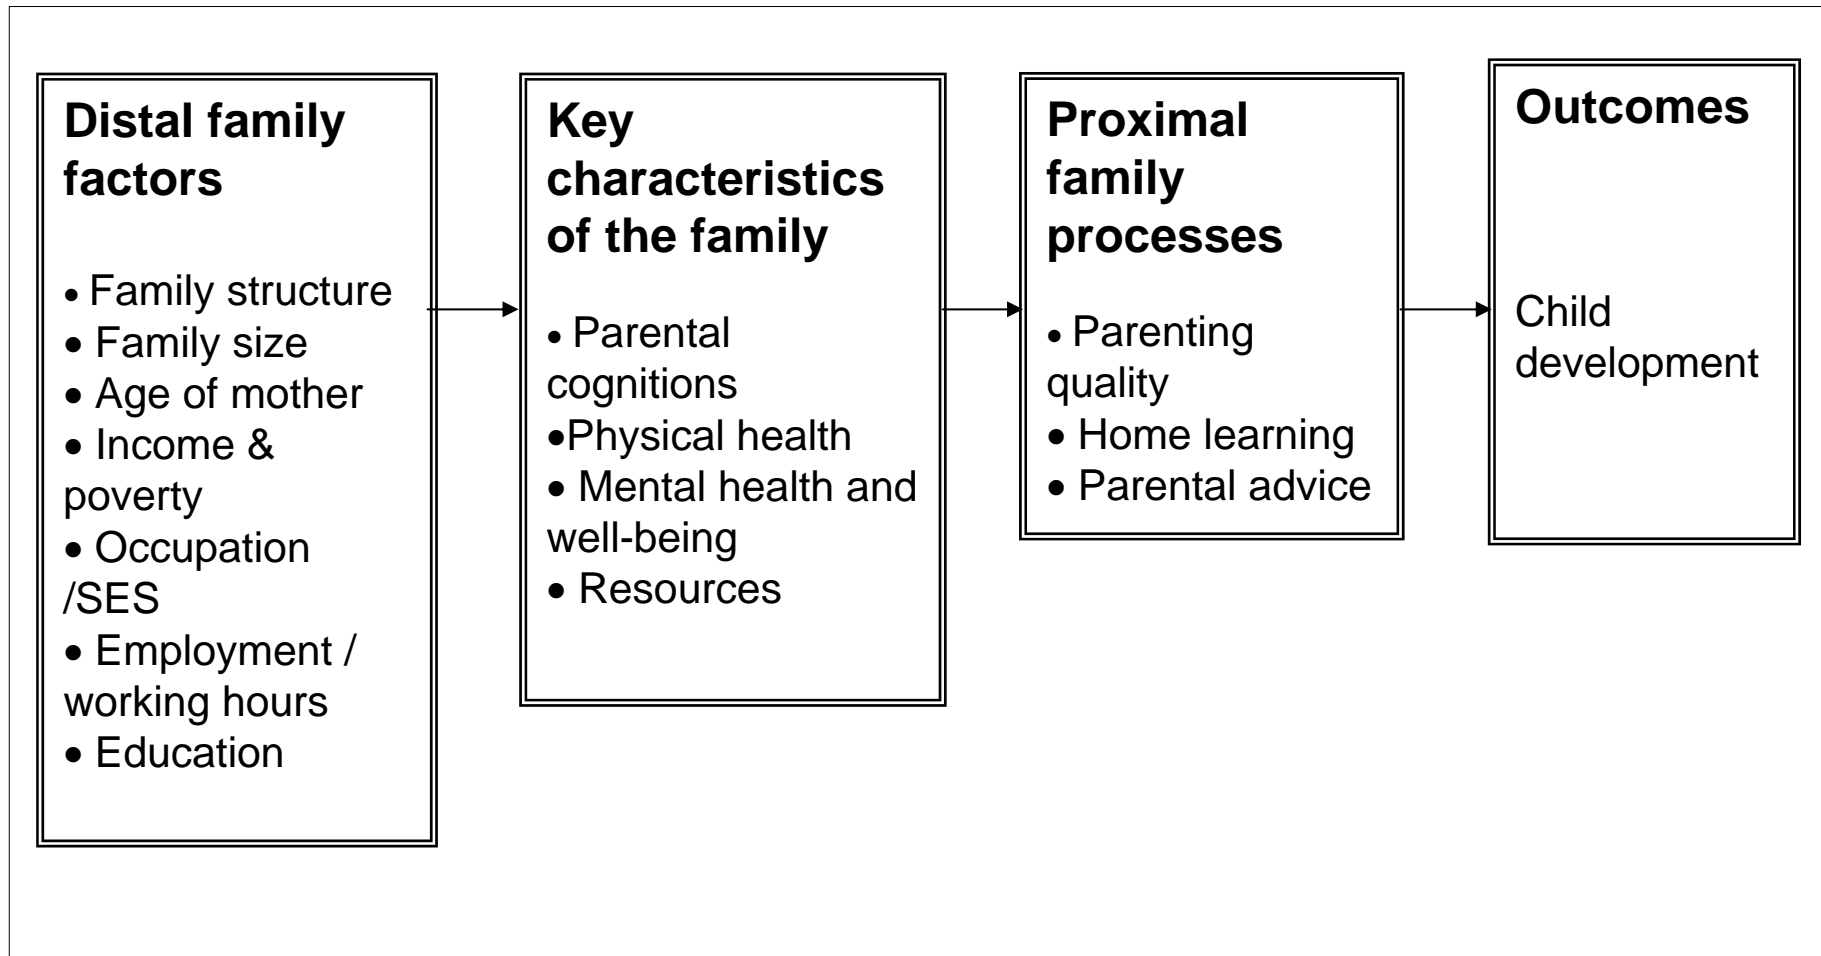 Distal family
factors
• Family structure
• Family size
• Age of mother
• Income &
poverty
• Occupation
/SES
• Employment /
working hours
• Education
Key
characteristics
of the family
• Parental
cognitions
•Physical health
• Mental health and
well-being
• Resources
Proximal
family
processes
• Parenting
quality
• Home learning
• Parental advice
Outcomes
Child
development